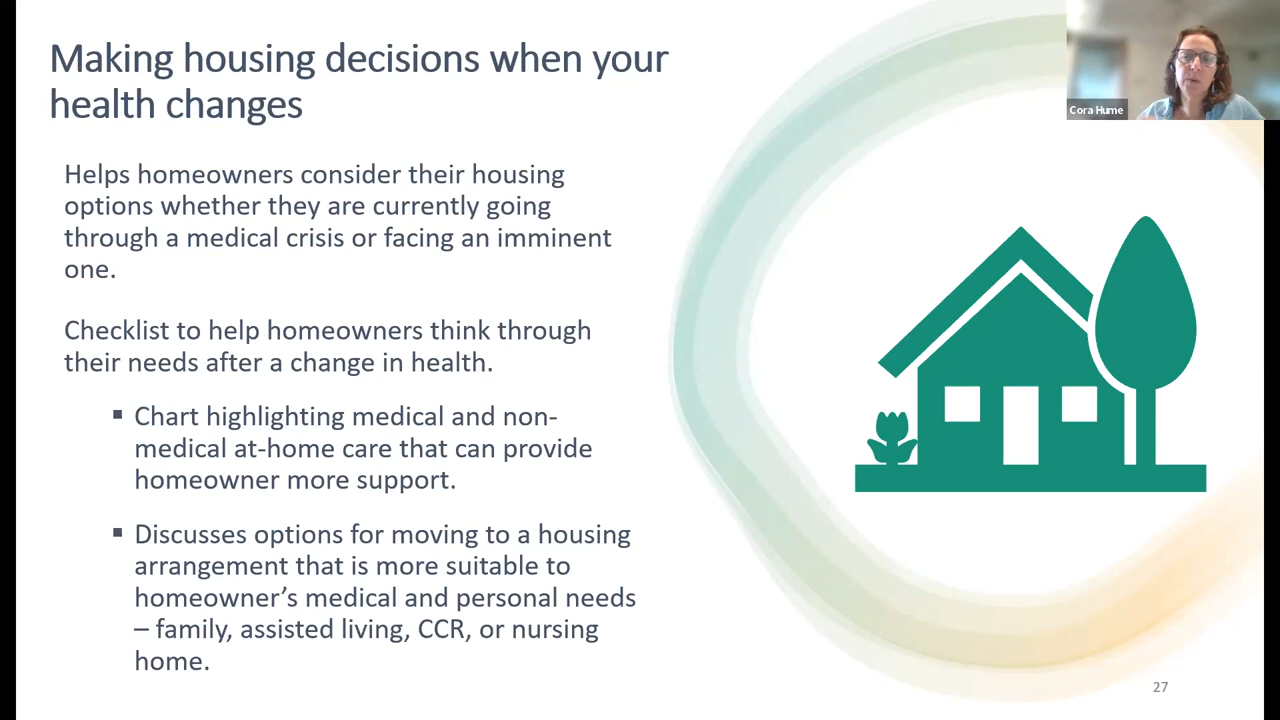 Making housing decisions when your
health changes
Cora Hume
Helps homeowners consider their housing
options whether they are currently going
through a medical crisis or facing an imminent
one.
Checklist to help homeowners think through
their needs after a change in health.
▪ Chart highlighting medical and non-
medical at-home care that can provide
homeowner more support.
▪ Discusses options for moving to a housing
arrangement that is more suitable to
homeowner’s medical and personal needs
– family, assisted living, CCR, or nursing
home.
27